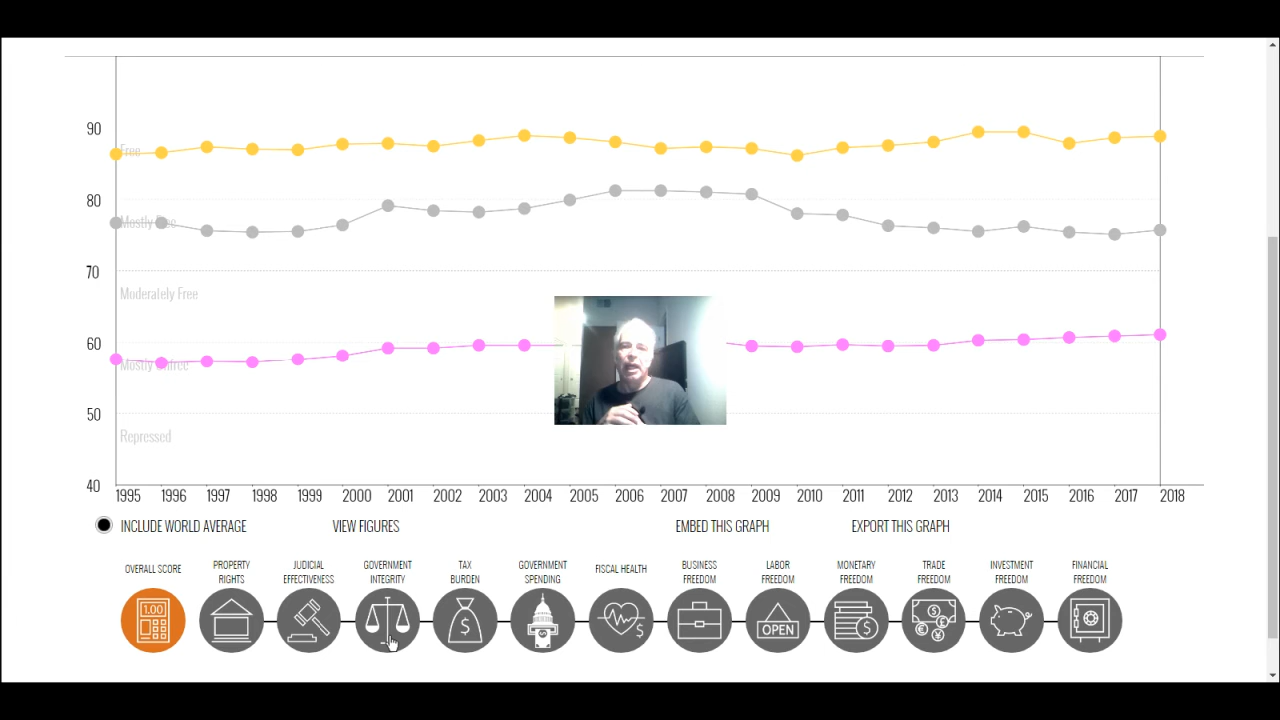 90
Free
80
Mostly Free
70
Moderately Free
60
Mostly Unfree
50
Repressed
40
1995 1996 1997 1998 1999 2000 2001 2002 2003 2004 2005 2006 2007 2008 2009 2010 2011 2012 2013 2014 2015 2016 2017 2018
INCLUDE WORLD AVERAGE VIEW FIGURES EMBED THIS GRAPH EXPORT THIS GRAPH
OVERALL SCORE
PROPERTY
RIGHTS
JUDICIAL
EFFECTIVENESS
GOVERNMENT
INTEGRITY
TAX
BURDEN
GOVERNMENT
SPENDING
FISCAL HEALTH
BUSINESS
FREEDOM
LABOR
FREEDOM
MONETARY
FREEDOM
TRADE
FREEDOM
INVESTMENT
FREEDOM
FINANCIAL
FREEDOM
1.00
$
$
OPEN
$
$
€
£
¥